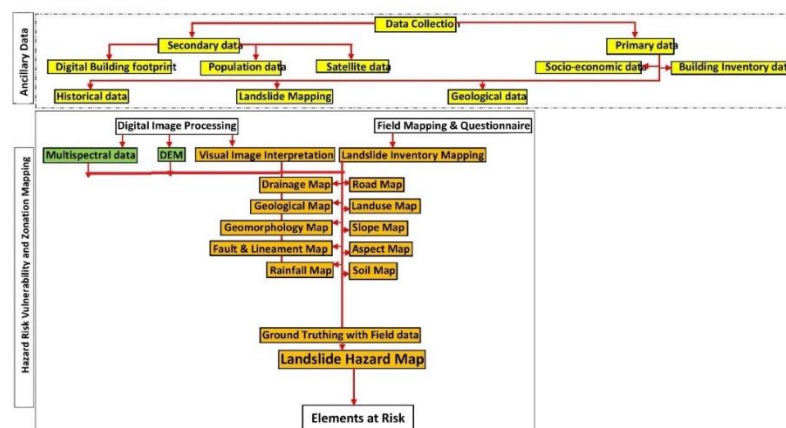 Data Collection
Secondary data
Primary data
Digital Building footprint
Population data
Satellite data
Socio-economic data
Building Inventory dat
Historical data
Landslide Mapping
Geological data
Ancillary Data
Digital Image Processing
Field Mapping & Questionnaire
Multispectral data
DEM
Visual Image Interpretation
Landslide Inventory Mapping
Drainage Map
Road Map
Geological Map
Landuse Map
Geomorphology Map
Slope Map
Fault & Lineament Map
Aspect Map
Rainfall Map
Soil Map
Ground Truthing with Field data
Landslide Hazard Map
Elements at Risk
Hazard Risk Vulnerability and Zonation Mapping